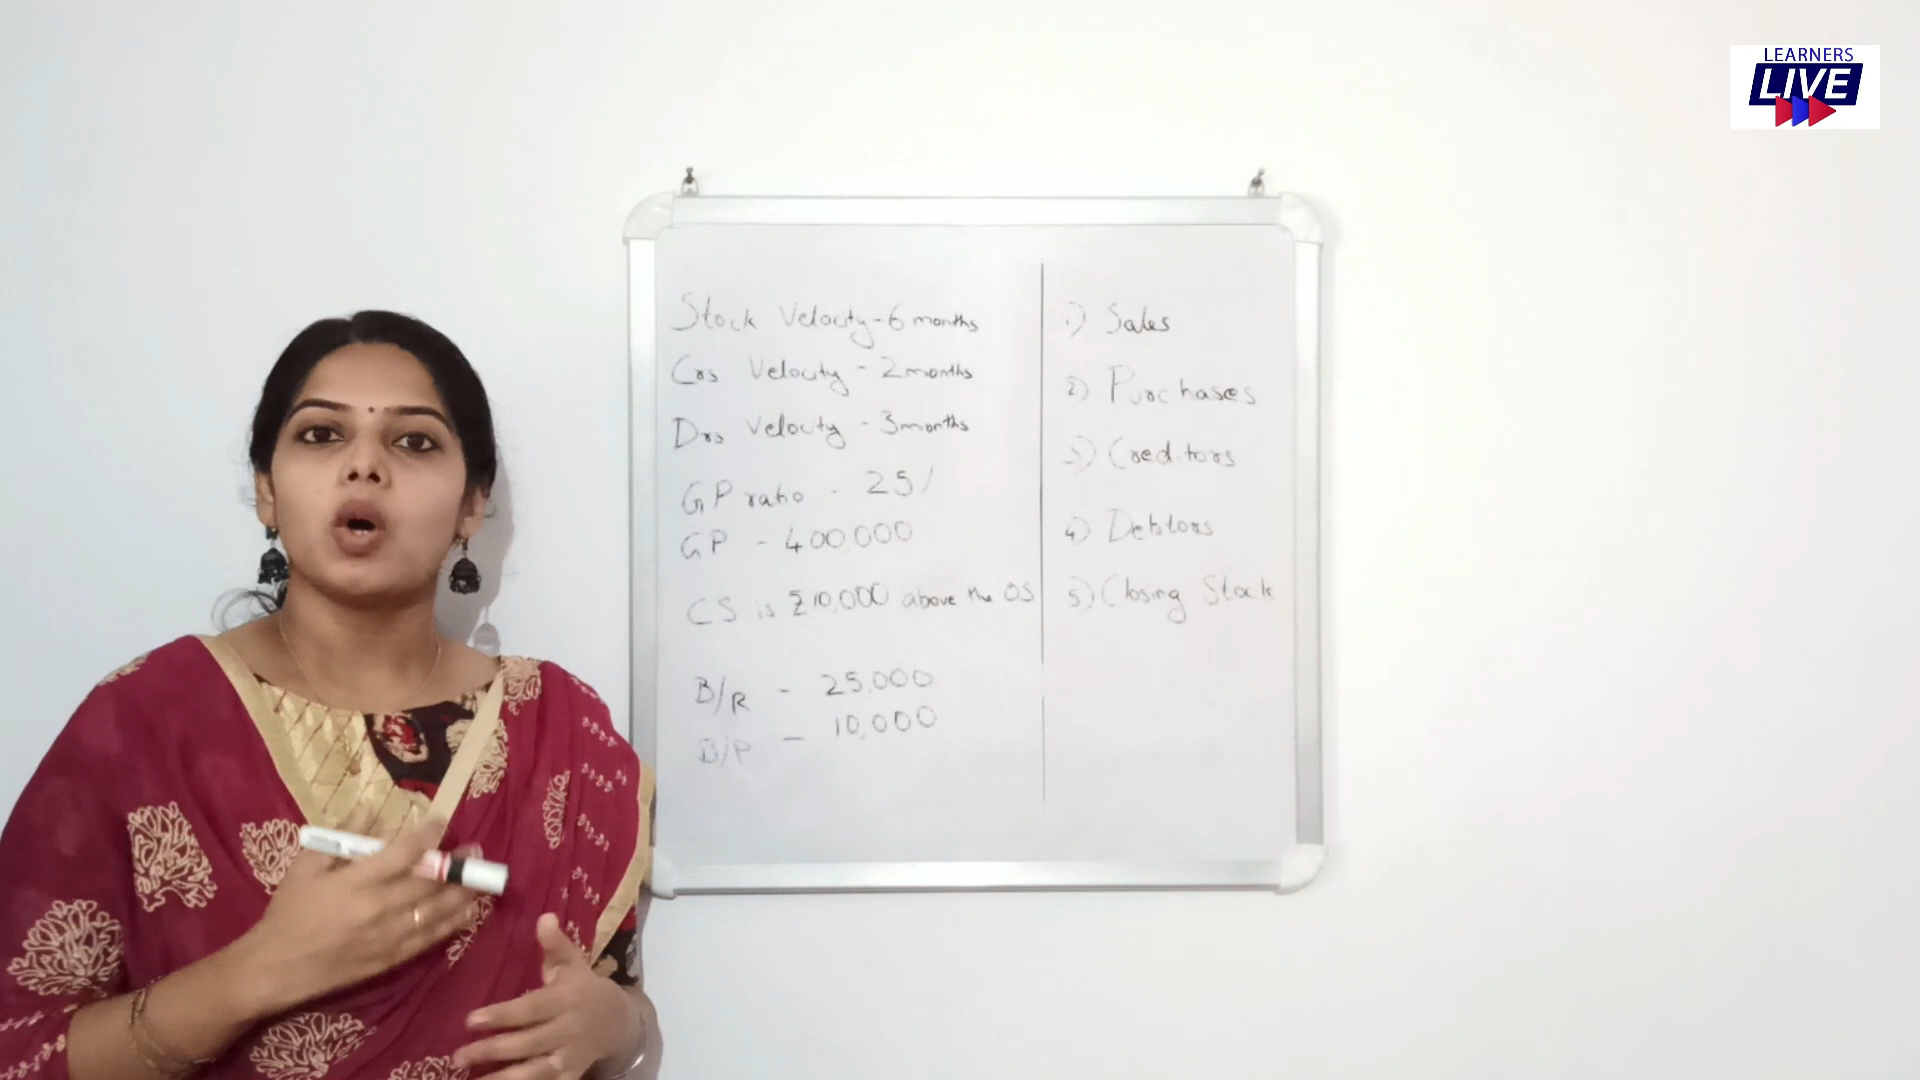 LEARNERS
LIVE
Stock Velocity - 6 months
Crs Velocity - 2 months
Drs Velocity - 3 months
GP ratio - 25/
GP - 400,000
CS is ₹10,000 above the OS
B/R - 25,000
B/P - 10,000
1) Sales
2) Purchases
3) Creditors
4) Debtors
5) Closing Stock